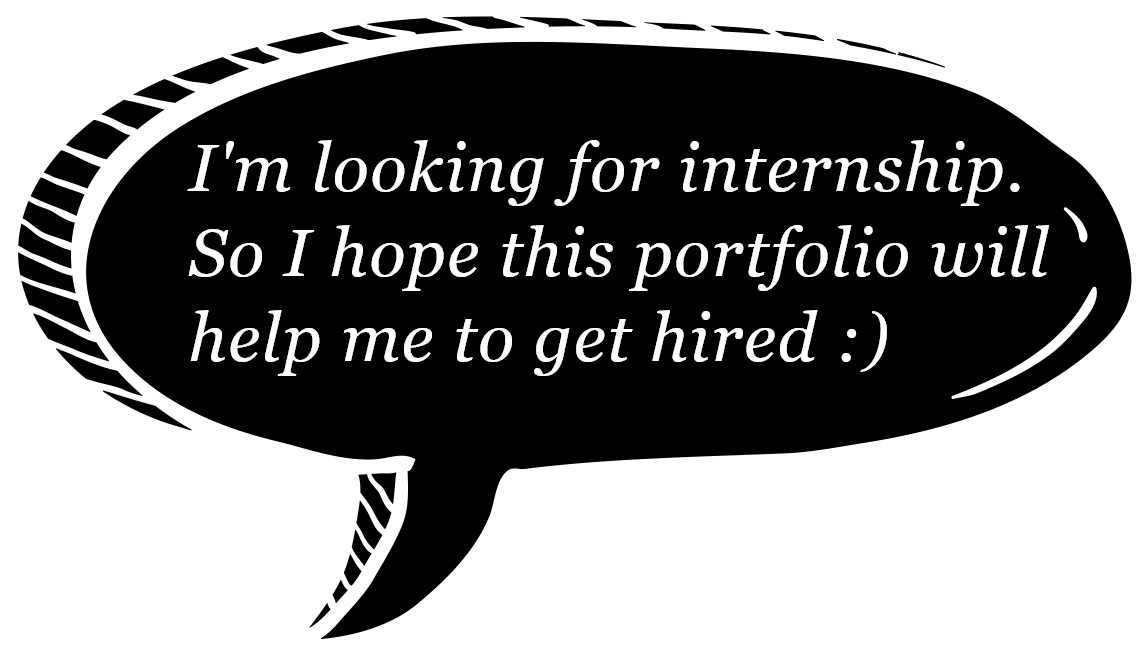 I'm looking for internship.
So I hope this portfolio will
help me to get hired :)